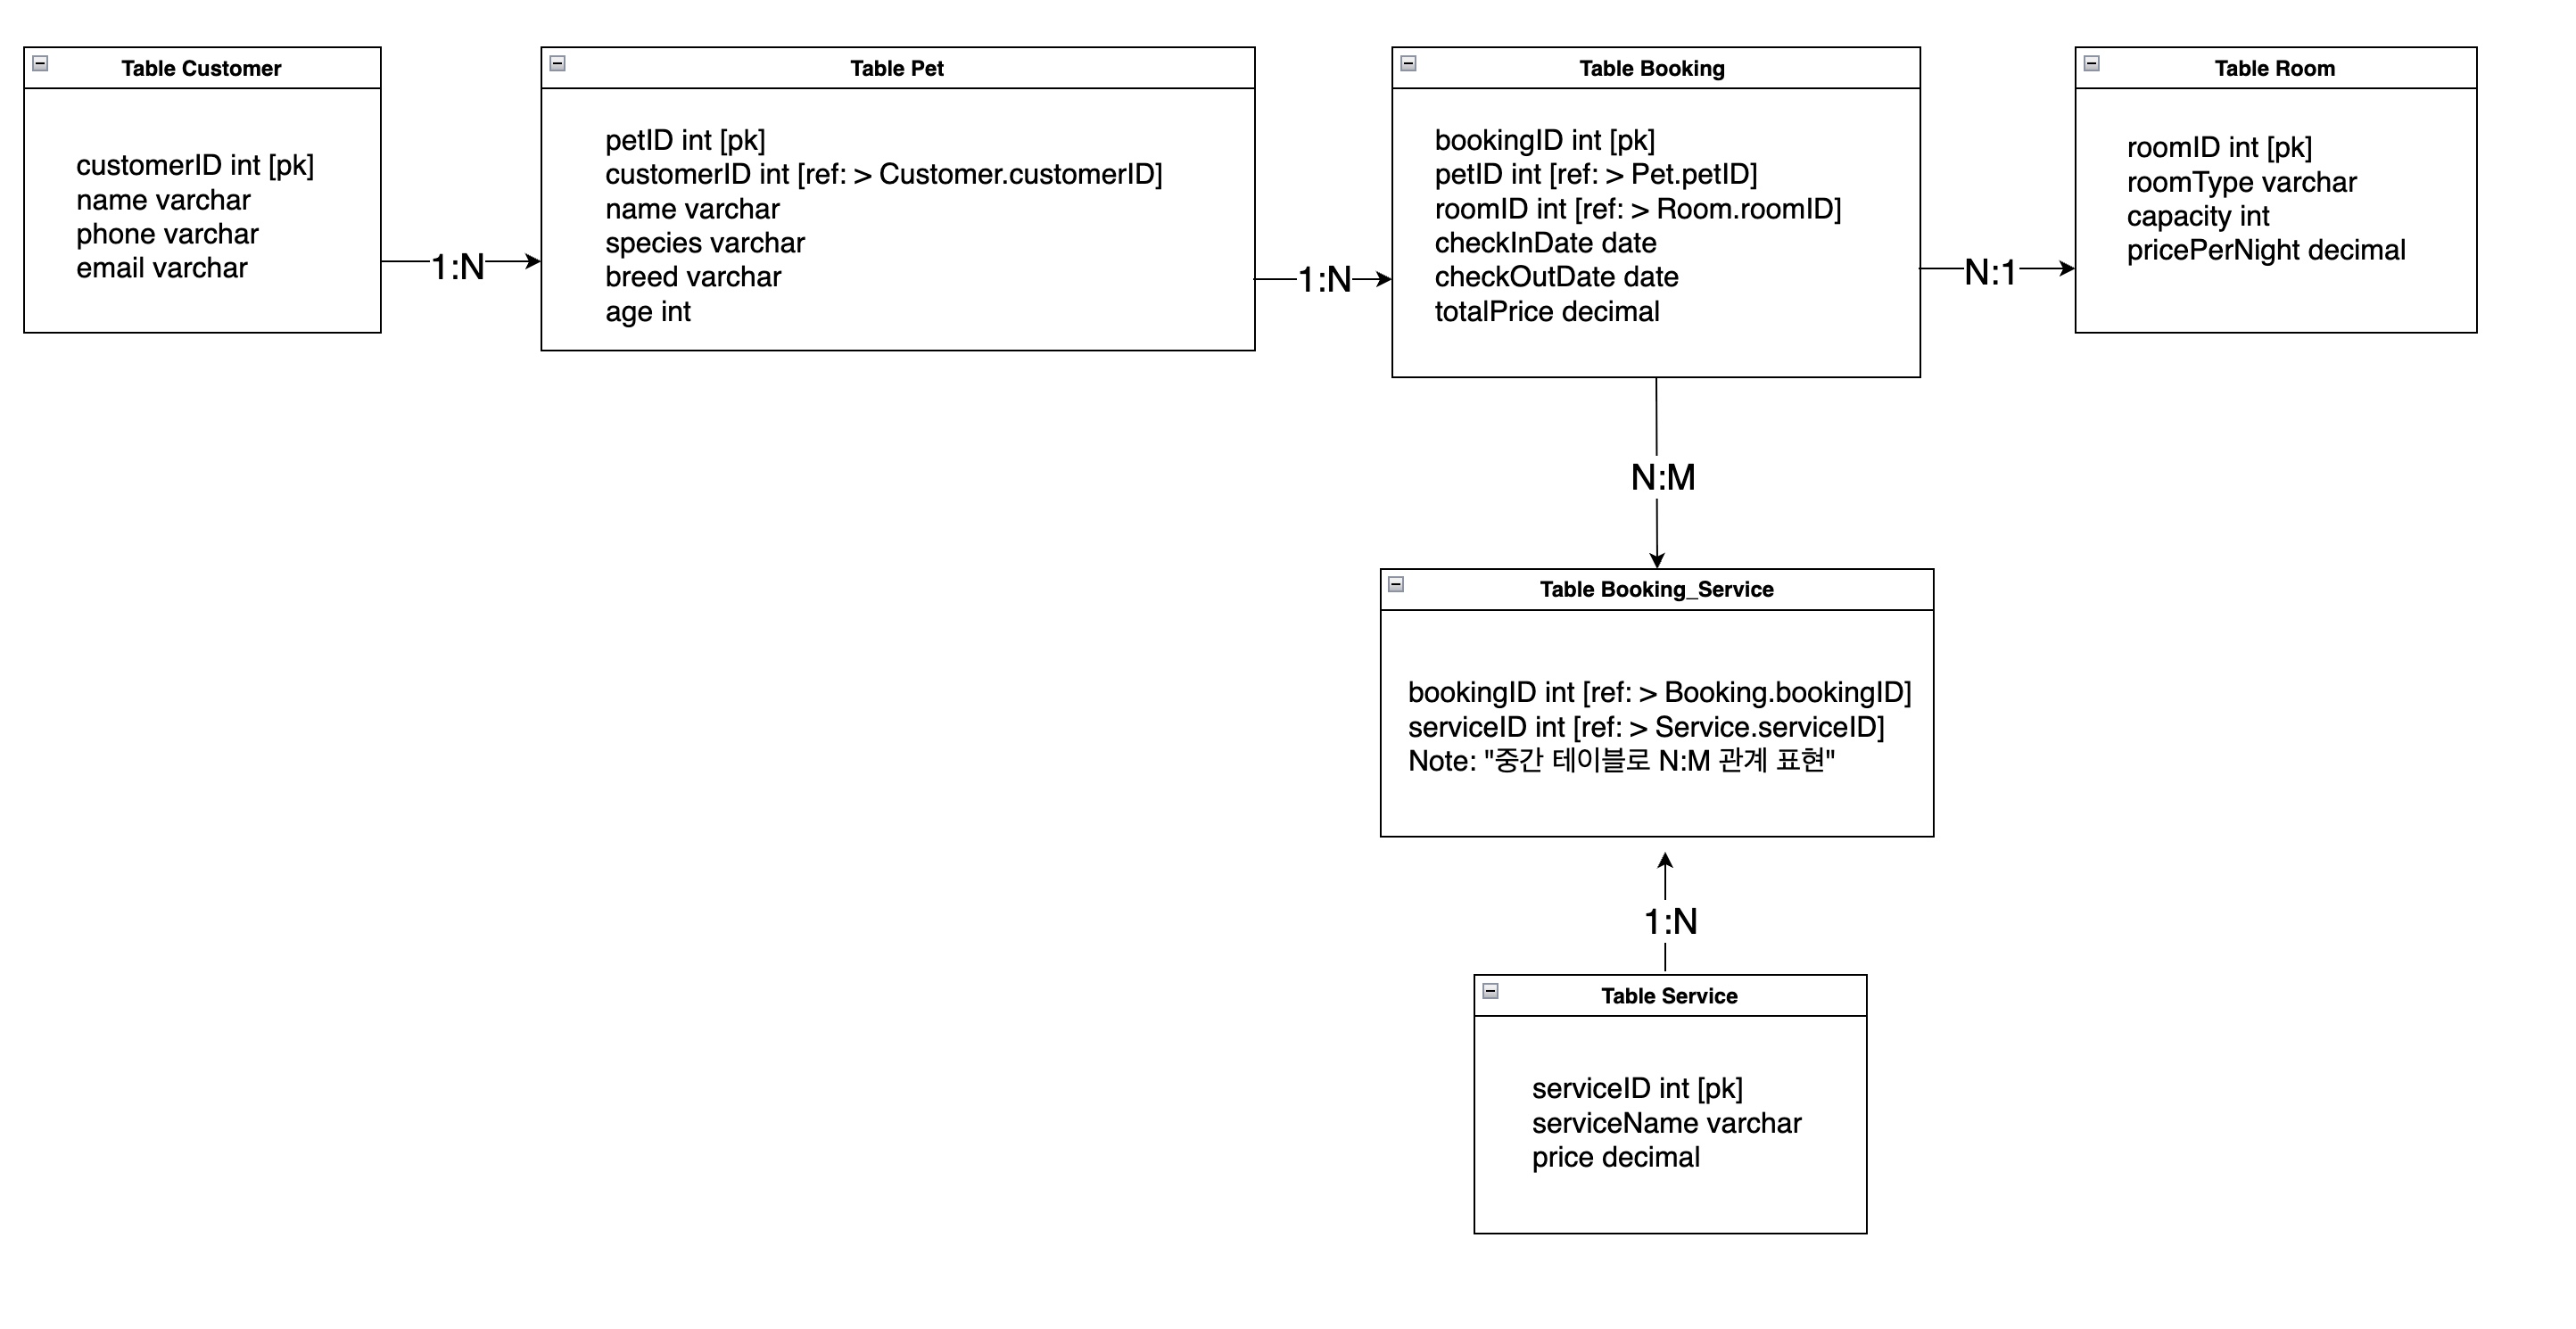 Table Customer
customerID int [pk]
name varchar
phone varchar
email varchar
1:N
Table Pet
petID int [pk]
customerID int [ref: > Customer.customerID]
name varchar
species varchar
breed varchar
age int
1:N
Table Booking
bookingID int [pk]
petID int [ref: > Pet.petID]
roomID int [ref: > Room.roomID]
checkInDate date
checkOutDate date
totalPrice decimal
N:1
Table Room
roomID int [pk]
roomType varchar
capacity int
pricePerNight decimal
N:M
Table Booking_Service
bookingID int [ref: > Booking.bookingID]
serviceID int [ref: > Service.serviceID]
Note: "중간 테이블로 N:M 관계 표현"
1:N
Table Service
serviceID int [pk]
serviceName varchar
price decimal